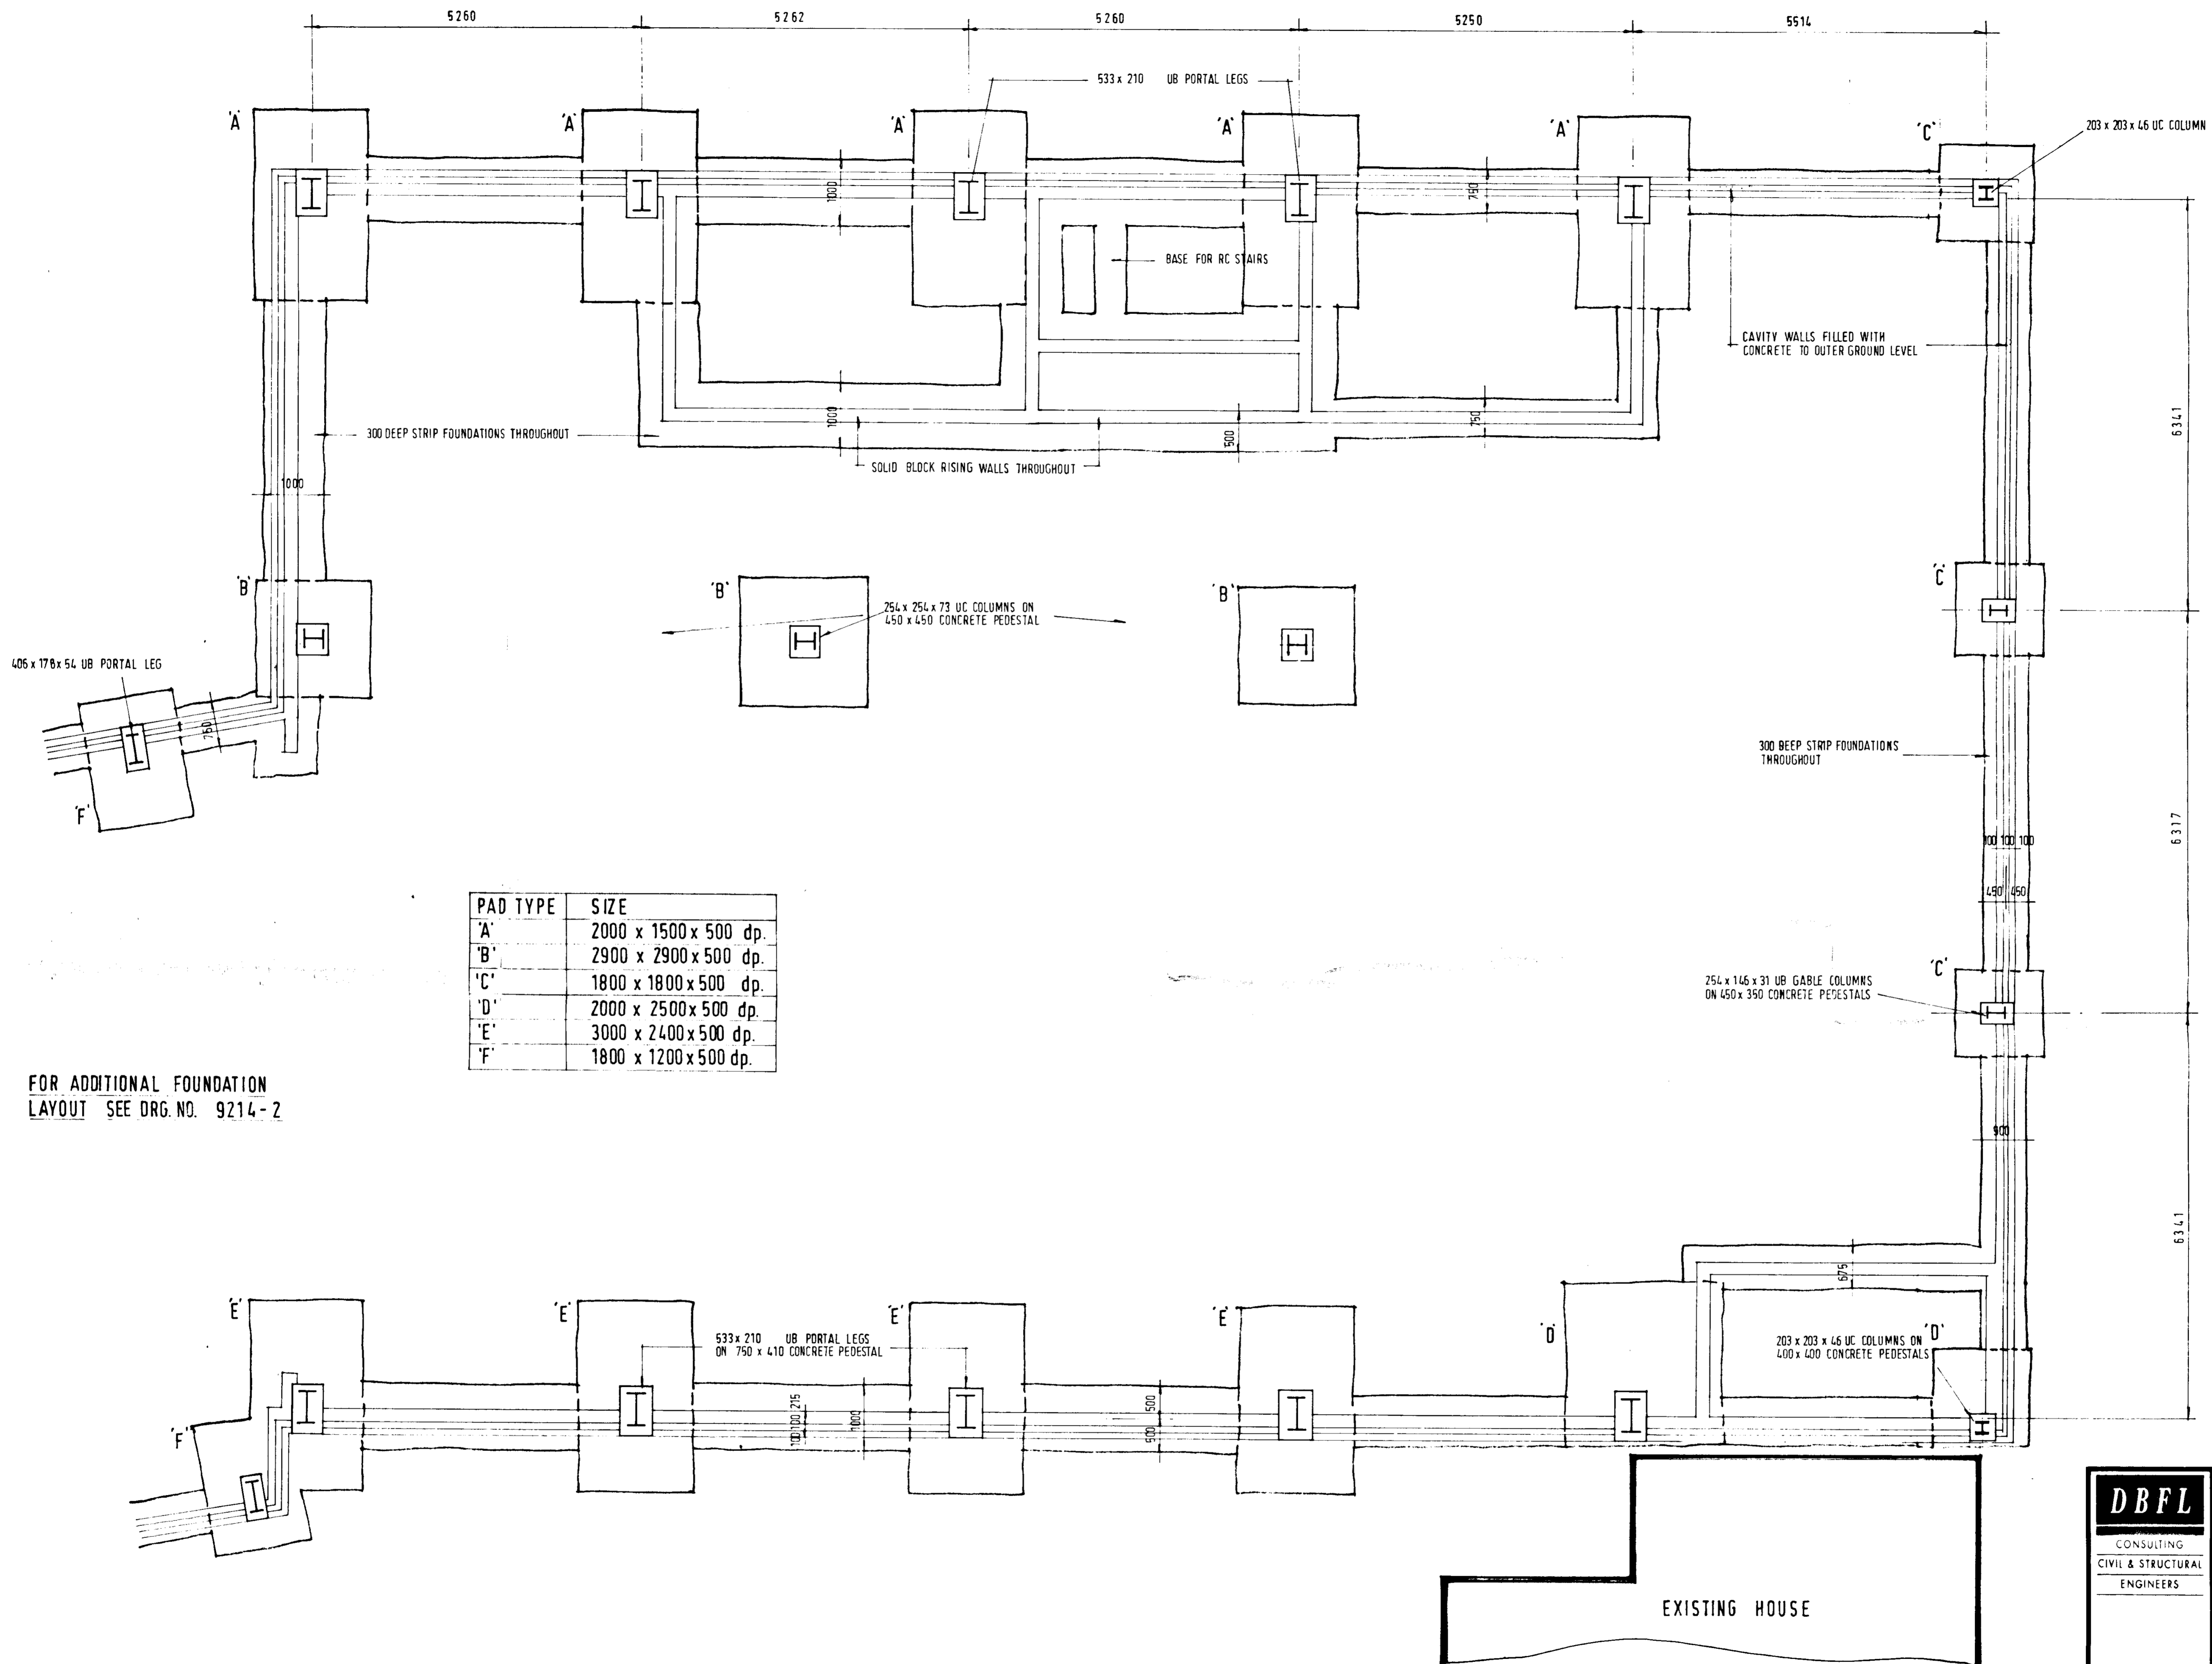 5260
5262
5260
5250
5514
533 x 210 UB PORTAL LEGS
'A'
'A'
'A'
'A'
'A'
'C'
203 x 203 x 46 UC COLUMN
1000
750
BASE FOR RC STAIRS
CAVITY WALLS FILLED WITH
CONCRETE TO OUTER GROUND LEVEL
6341
1000
750
500
300 DEEP STRIP FOUNDATIONS THROUGHOUT
SOLID BLOCK RISING WALLS THROUGHOUT
1000
'B'
'B'
'B'
'C'
254 x 254 x 73 UC COLUMNS ON
450 x 450 CONCRETE PEDESTAL
406 x 178 x 54 UB PORTAL LEG
750
'F'
300 DEEP STRIP FOUNDATIONS
THROUGHOUT
6317
100 100 100
450 450
PAD TYPE SIZE
'A' 2000 x 1500 x 500 dp.
'B' 2900 x 2900 x 500 dp.
'C' 1800 x 1800 x 500 dp.
'D' 2000 x 2500 x 500 dp.
'E' 3000 x 2400 x 500 dp.
'F' 1800 x 1200 x 500 dp.
'C'
254 x 146 x 31 UB GABLE COLUMNS
ON 450 x 350 CONCRETE PEDESTALS
FOR ADDITIONAL FOUNDATION
LAYOUT SEE DRG. NO. 9214-2
900
6341
675
'E'
'E'
'E'
'E'
'D'
'D'
533 x 210 UB PORTAL LEGS
ON 750 x 410 CONCRETE PEDESTAL
203 x 203 x 46 UC COLUMNS ON
400 x 400 CONCRETE PEDESTALS
100 100 215
1000
500
500
'F'
EXISTING HOUSE
DBFL
CONSULTING
CIVIL & STRUCTURAL
ENGINEERS